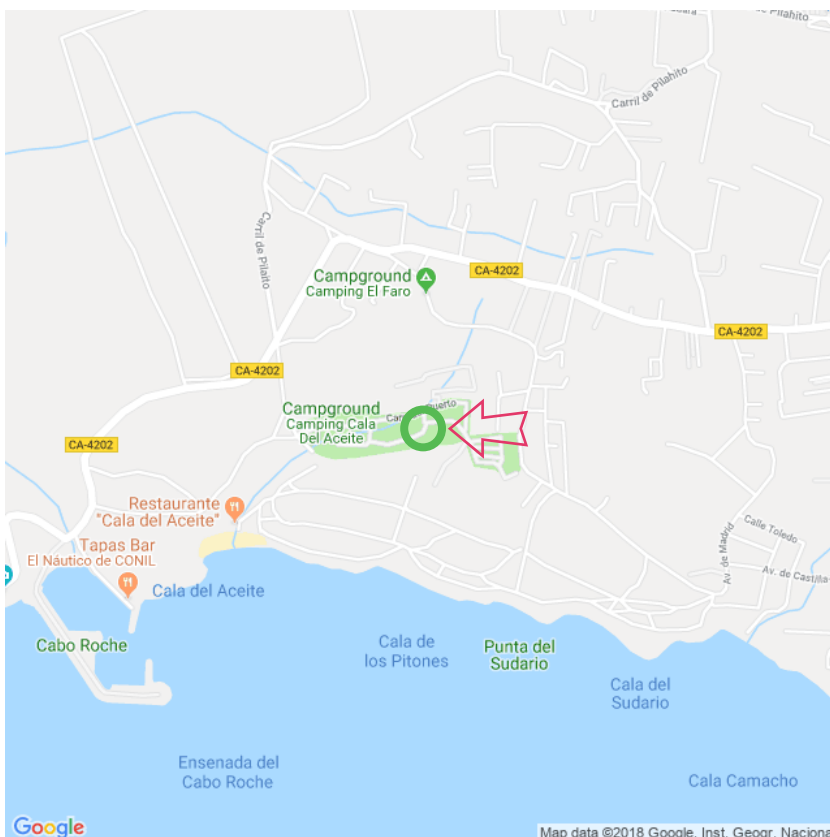 Carril de Pilahito
Carril de Pilaito
Campground
Camping El Faro
CA-4202
CA-4202
CA-4202
CA-4202
Campground
Camping Cala
Del Aceite
Puerto
Restaurante
"Cala del Aceite"
Tapas Bar
El Náutico de CONIL
Calle Toledo
Av. de Madrid
Av. de Castilla
Cala del Aceite
Cabo Roche
Cala de
los Pitones
Punta del
Sudario
Cala del
Sudario
Ensenada del
Cabo Roche
Cala Camacho
Google
Map data ©2018 Google, Inst. Geogr. Naciona